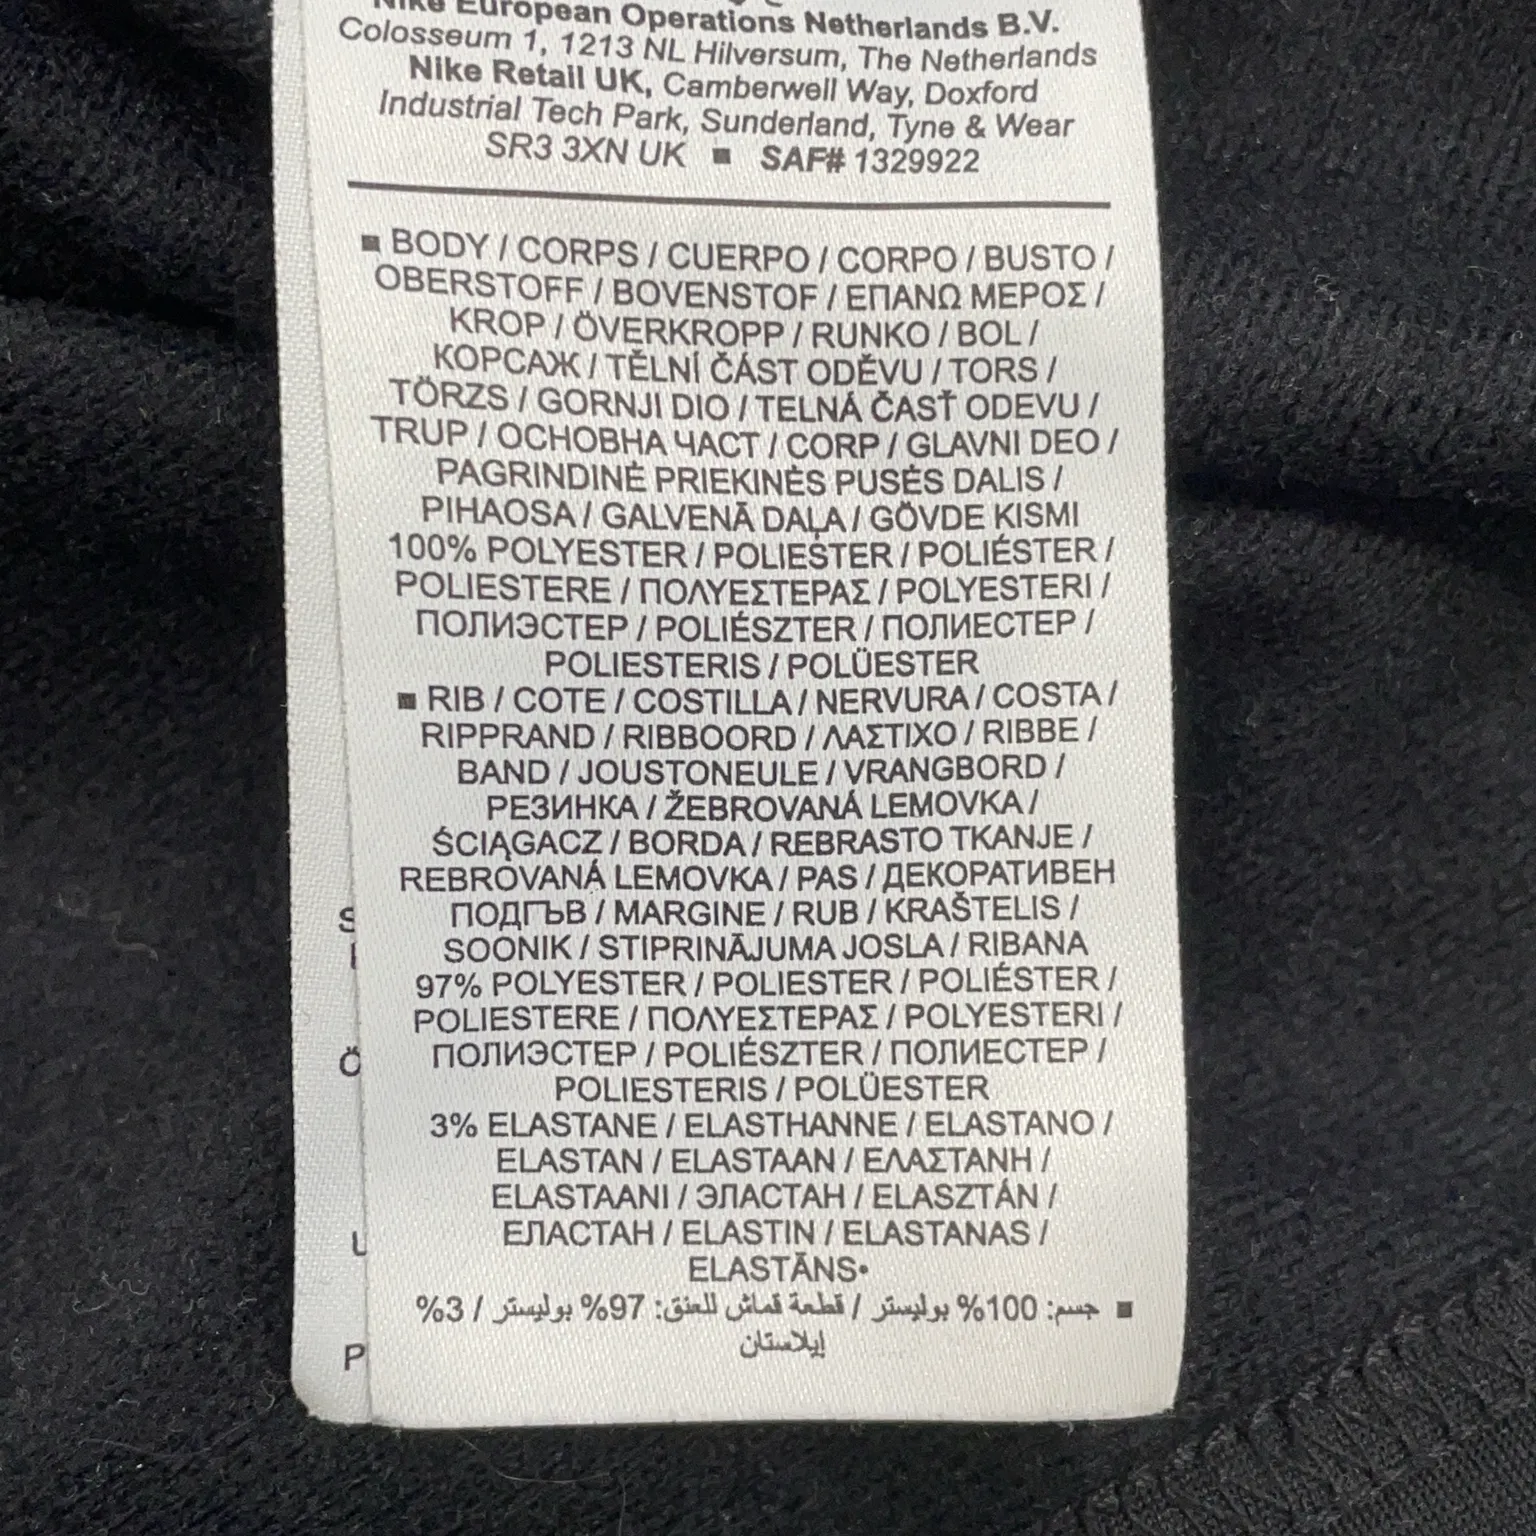 Nike European Operations Netherlands B.V.
Colosseum 1, 1213 NL Hilversum, The Netherlands
Nike Retail UK, Camberwell Way, Doxford
Industrial Tech Park, Sunderland, Tyne & Wear
SR3 3XN UK ■ SAF# 1329922
■ BODY / CORPS / CUERPO / CORPO / BUSTO /
OBERSTOFF / BOVENSTOF / ΕΠΑΝΩ ΜΕΡΟΣ /
KROP / ÖVERKROPP / RUNKO / BOL /
КОРСАЖ / TĚLNÍ ČÁST ODĚVU / TORS /
TÖRZS / GORNJI DIO / TELNÁ ČASŤ ODEVU /
TRUP / ОСНОВНА ЧАСТ / CORP / GLAVNI DEO /
PAGRINDINĖ PRIEKINĖS PUSĖS DALIS /
PIHAOSA / GALVENĀ DAĻA / GÖVDE KISMI
100% POLYESTER / POLIESTER / POLIÉSTER /
POLIESTERE / ΠΟΛΥΕΣΤΕΡΑΣ / POLYESTERI /
ПОЛИЭСТЕР / POLIÉSZTER / ПОЛИЕСТЕР /
POLIESTERIS / POLÜESTER
■ RIB / COTE / COSTILLA / NERVURA / COSTA /
RIPPRAND / RIBBOORD / ΛΑΣΤΙΧΟ / RIBBE /
BAND / JOUSTONEULE / VRANGBORD /
РЕЗИНКА / ŽEBROVANÁ LEMOVKA /
ŚCIĄGACZ / BORDA / REBRASTO TKANJE /
REBROVANÁ LEMOVKA / PAS / ДЕКОРАТИВЕН
ПОДГЪВ / MARGINE / RUB / KRAŠTELIS /
SOONIK / STIPRINĀJUMA JOSLA / RIBANA
97% POLYESTER / POLIESTER / POLIÉSTER /
POLIESTERE / ΠΟΛΥΕΣΤΕΡΑΣ / POLYESTERI /
ПОЛИЭСТЕР / POLIÉSZTER / ПОЛИЕСТЕР /
POLIESTERIS / POLÜESTER
3% ELASTANE / ELASTHANNE / ELASTANO /
ELASTAN / ELASTAAN / ΕΛΑΣΤΑΝΗ /
ELASTAANI / ЭЛАСТАН / ELASZTÁN /
ЕЛАСТАН / ELASTIN / ELASTANAS /
ELASTĀNS•
■ جسم: 100% بوليستر / قطعة قماش للعنق: 97% بوليستر / 3%
إيلاستان